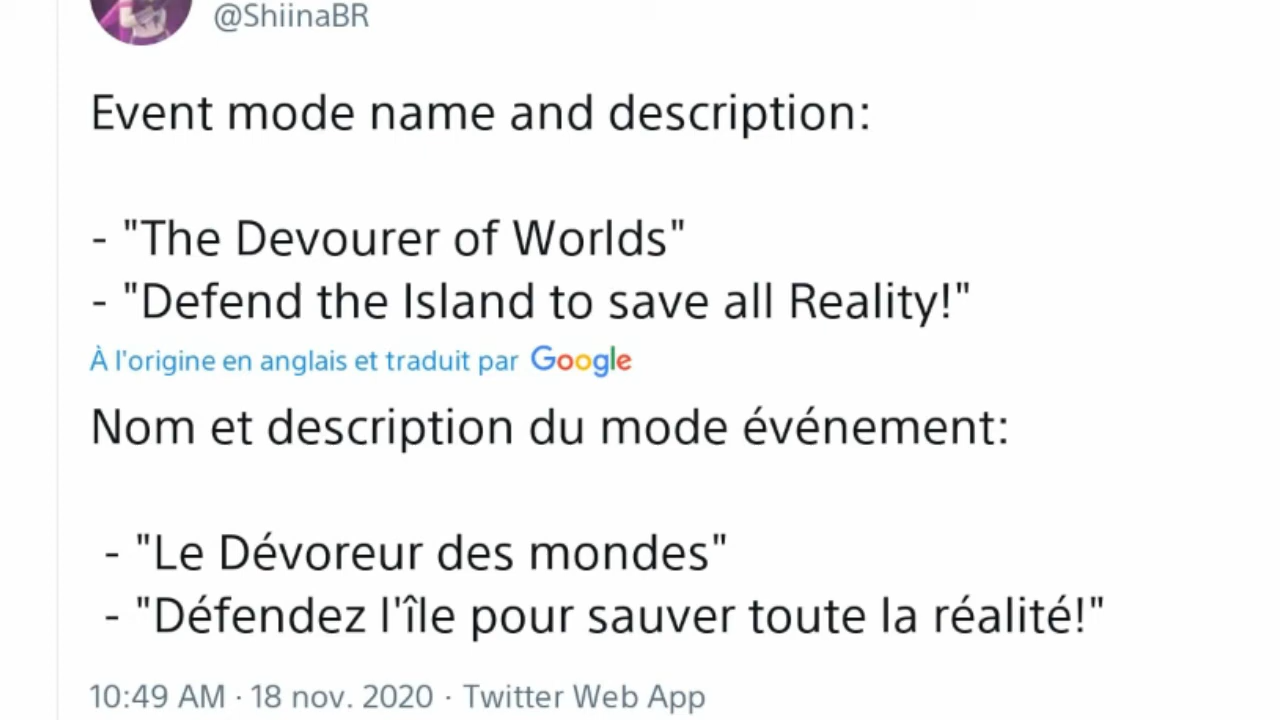 @ShiinaBR
Event mode name and description:
- "The Devourer of Worlds"
- "Defend the Island to save all Reality!"
À l'origine en anglais et traduit par Google
Nom et description du mode événement:
- "Le Dévoreur des mondes"
- "Défendez l'île pour sauver toute la réalité!"
10:49 AM · 18 nov. 2020 · Twitter Web App